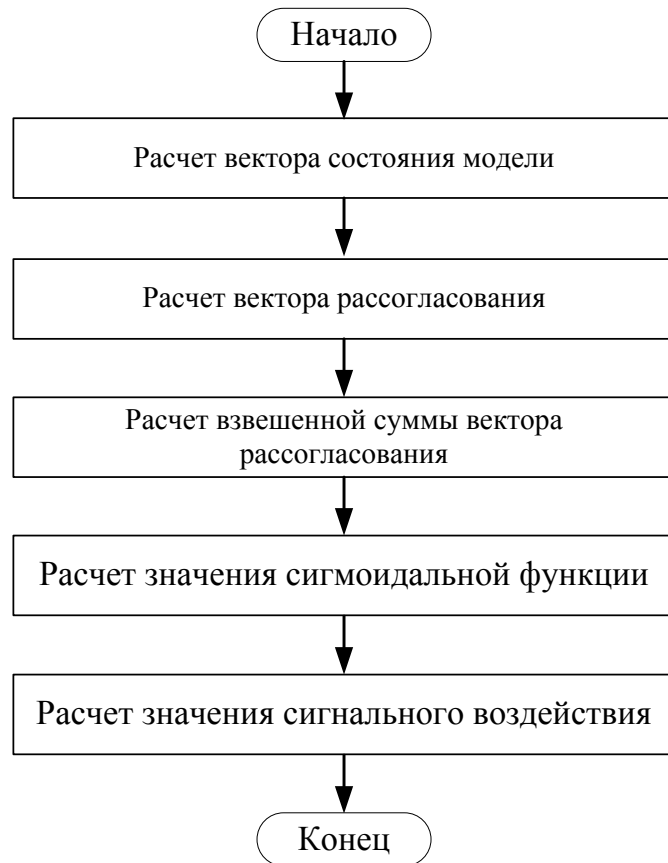 Начало
Расчет вектора состояния модели
Расчет вектора рассогласования
Расчет взвешенной суммы вектора
рассогласования
Расчет значения сигмоидальной функции
Расчет значения сигнального воздействия
Конец